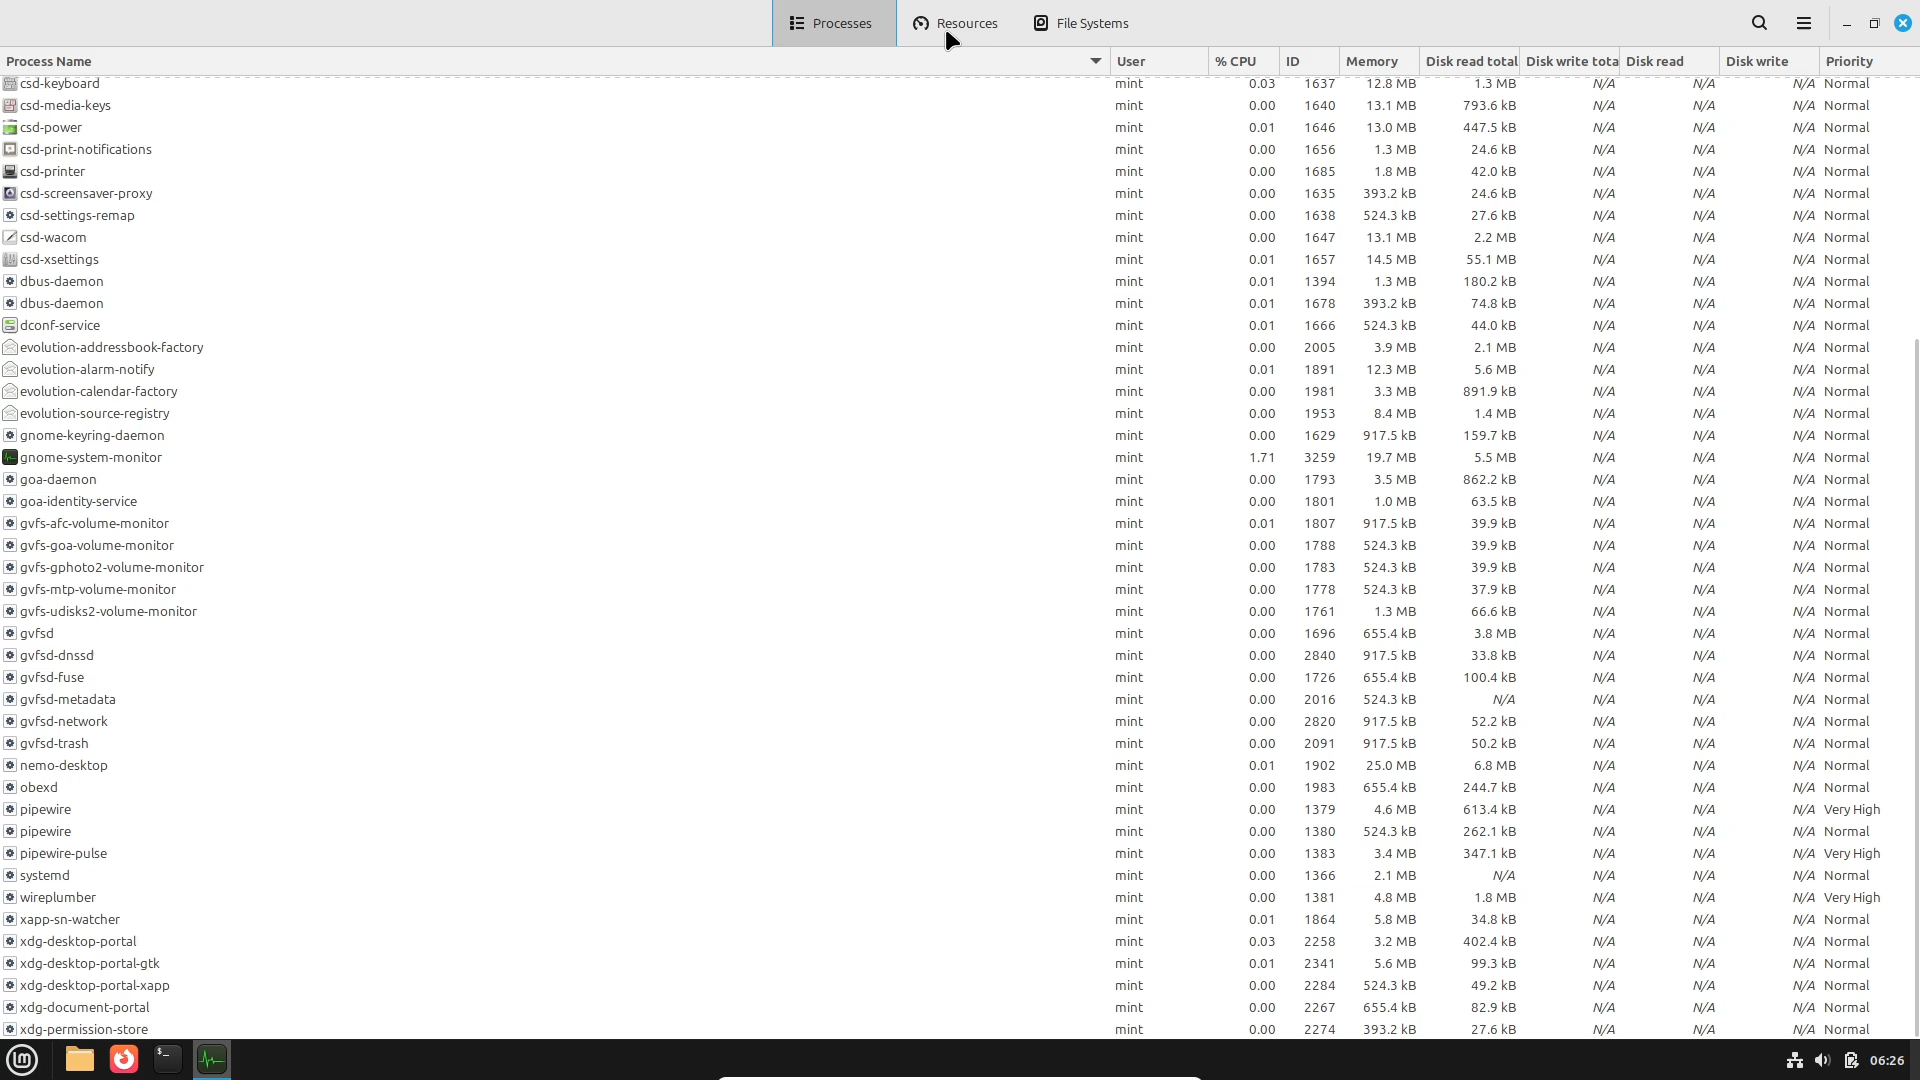 Processes Resources File Systems
Process Name User % CPU ID Memory Disk read total Disk write tota Disk read Disk write Priority
csd-keyboard mint 0.03 1637 12.8 MB 1.3 MB N/A N/A N/A Normal
csd-media-keys mint 0.00 1640 13.1 MB 793.6 kB N/A N/A N/A Normal
csd-power mint 0.01 1646 13.0 MB 447.5 kB N/A N/A N/A Normal
csd-print-notifications mint 0.00 1656 1.3 MB 24.6 kB N/A N/A N/A Normal
csd-printer mint 0.00 1685 1.8 MB 42.0 kB N/A N/A N/A Normal
csd-screensaver-proxy mint 0.00 1635 393.2 kB 24.6 kB N/A N/A N/A Normal
csd-settings-remap mint 0.00 1638 524.3 kB 27.6 kB N/A N/A N/A Normal
csd-wacom mint 0.00 1647 13.1 MB 2.2 MB N/A N/A N/A Normal
csd-xsettings mint 0.01 1657 14.5 MB 55.1 MB N/A N/A N/A Normal
dbus-daemon mint 0.01 1394 1.3 MB 180.2 kB N/A N/A N/A Normal
dbus-daemon mint 0.01 1678 393.2 kB 74.8 kB N/A N/A N/A Normal
dconf-service mint 0.01 1666 524.3 kB 44.0 kB N/A N/A N/A Normal
evolution-addressbook-factory mint 0.00 2005 3.9 MB 2.1 MB N/A N/A N/A Normal
evolution-alarm-notify mint 0.01 1891 12.3 MB 5.6 MB N/A N/A N/A Normal
evolution-calendar-factory mint 0.00 1981 3.3 MB 891.9 kB N/A N/A N/A Normal
evolution-source-registry mint 0.00 1953 8.4 MB 1.4 MB N/A N/A N/A Normal
gnome-keyring-daemon mint 0.00 1629 917.5 kB 159.7 kB N/A N/A N/A Normal
gnome-system-monitor mint 1.71 3259 19.7 MB 5.5 MB N/A N/A N/A Normal
goa-daemon mint 0.00 1793 3.5 MB 862.2 kB N/A N/A N/A Normal
goa-identity-service mint 0.00 1801 1.0 MB 63.5 kB N/A N/A N/A Normal
gvfs-afc-volume-monitor mint 0.01 1807 917.5 kB 39.9 kB N/A N/A N/A Normal
gvfs-goa-volume-monitor mint 0.00 1788 524.3 kB 39.9 kB N/A N/A N/A Normal
gvfs-gphoto2-volume-monitor mint 0.00 1783 524.3 kB 39.9 kB N/A N/A N/A Normal
gvfs-mtp-volume-monitor mint 0.00 1778 524.3 kB 37.9 kB N/A N/A N/A Normal
gvfs-udisks2-volume-monitor mint 0.00 1761 1.3 MB 66.6 kB N/A N/A N/A Normal
gvfsd mint 0.00 1696 655.4 kB 3.8 MB N/A N/A N/A Normal
gvfsd-dnssd mint 0.00 2840 917.5 kB 33.8 kB N/A N/A N/A Normal
gvfsd-fuse mint 0.00 1726 655.4 kB 100.4 kB N/A N/A N/A Normal
gvfsd-metadata mint 0.00 2016 524.3 kB N/A N/A N/A N/A Normal
gvfsd-network mint 0.00 2820 917.5 kB 52.2 kB N/A N/A N/A Normal
gvfsd-trash mint 0.00 2091 917.5 kB 50.2 kB N/A N/A N/A Normal
nemo-desktop mint 0.01 1902 25.0 MB 6.8 MB N/A N/A N/A Normal
obexd mint 0.00 1983 655.4 kB 244.7 kB N/A N/A N/A Normal
pipewire mint 0.00 1379 4.6 MB 613.4 kB N/A N/A N/A Very High
pipewire mint 0.00 1380 524.3 kB 262.1 kB N/A N/A N/A Normal
pipewire-pulse mint 0.00 1383 3.4 MB 347.1 kB N/A N/A N/A Very High
systemd mint 0.00 1366 2.1 MB N/A N/A N/A N/A Normal
wireplumber mint 0.00 1381 4.8 MB 1.8 MB N/A N/A N/A Very High
xapp-sn-watcher mint 0.01 1864 5.8 MB 34.8 kB N/A N/A N/A Normal
xdg-desktop-portal mint 0.03 2258 3.2 MB 402.4 kB N/A N/A N/A Normal
xdg-desktop-portal-gtk mint 0.01 2341 5.6 MB 99.3 kB N/A N/A N/A Normal
xdg-desktop-portal-xapp mint 0.00 2284 524.3 kB 49.2 kB N/A N/A N/A Normal
xdg-document-portal mint 0.00 2267 655.4 kB 82.9 kB N/A N/A N/A Normal
xdg-permission-store mint 0.00 2274 393.2 kB 27.6 kB N/A N/A N/A Normal
06:26